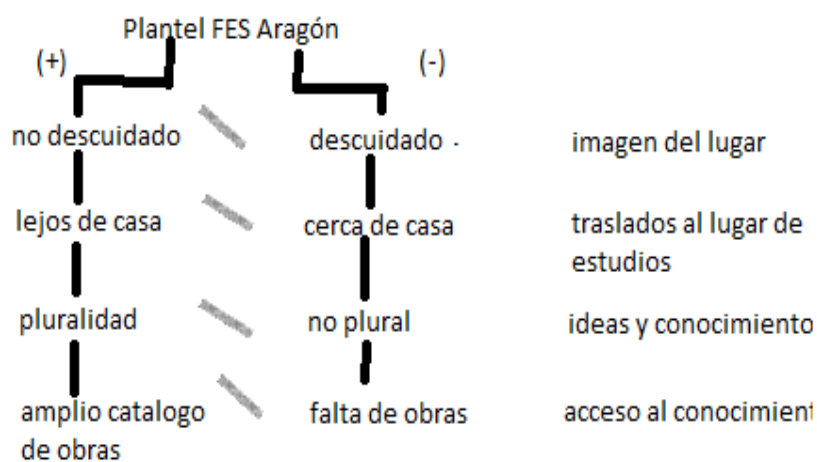 Plantel FES Aragón
(+) (-)
no descuidado descuidado . imagen del lugar
lejos de casa cerca de casa traslados al lugar de
estudios
pluralidad no plural ideas y conocimiento
amplio catalogo falta de obras acceso al conocimient
de obras